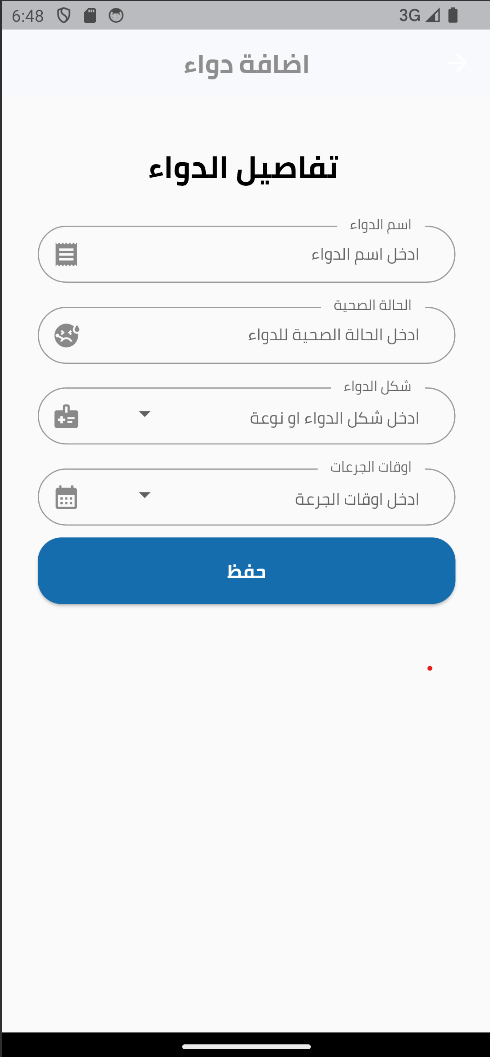 6:48 3G
اضافة دواء
تفاصيل الدواء
اسم الدواء
ادخل اسم الدواء
الحالة الصحية
ادخل الحالة الصحية للدواء
شكل الدواء
ادخل شكل الدواء او نوعة
اوقات الجرعات
ادخل اوقات الجرعة
حفظ